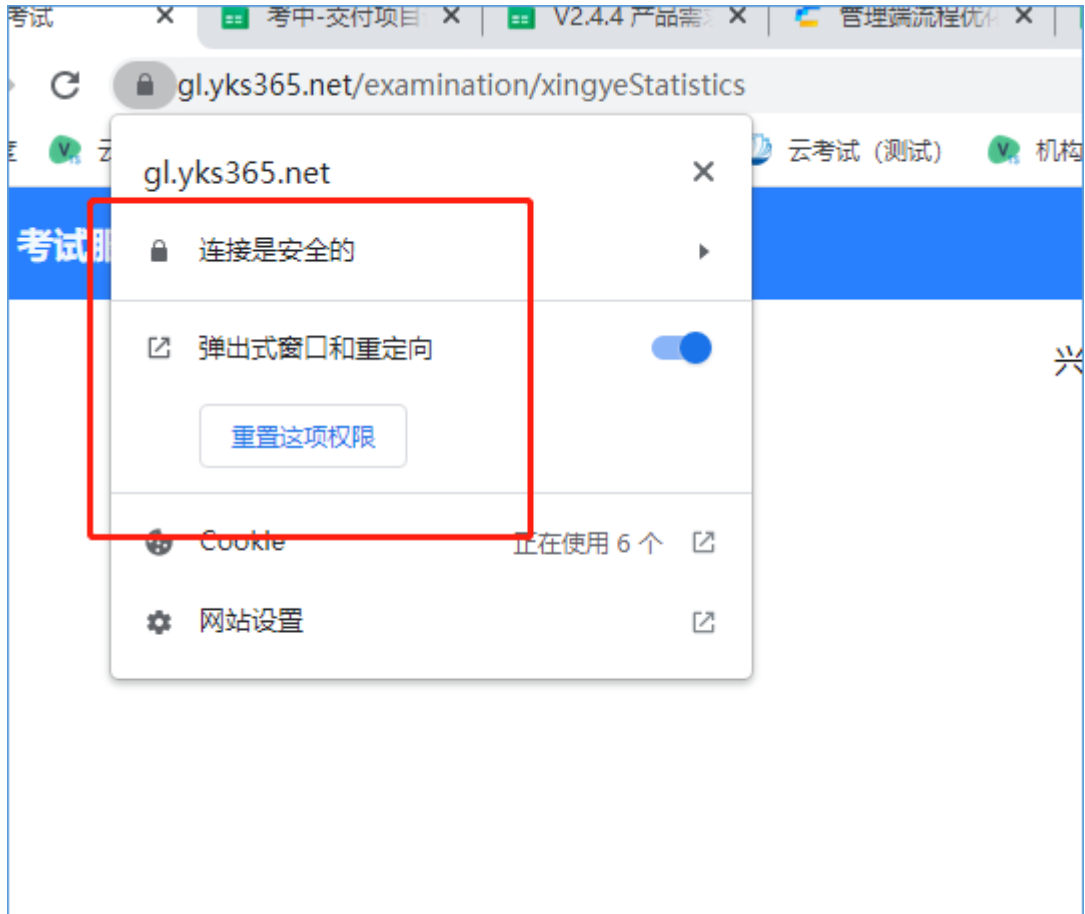 考试
考中-交付项目
V2.4.4 产品需
管理端流程优化
gl.yks365.net/examination/xingyeStatistics
云考试（测试）
机构
考试服
gl.yks365.net
连接是安全的
弹出式窗口和重定向
重置这项权限
兴
Cookie
正在使用 6 个
网站设置